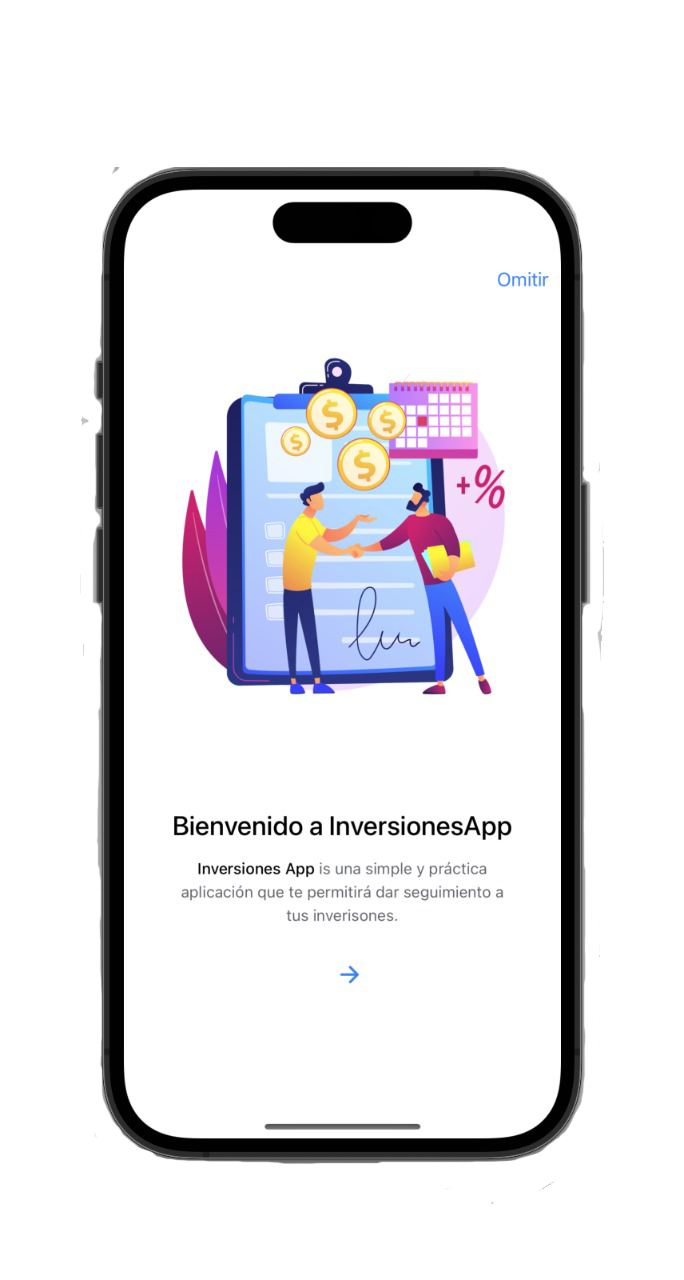 Omitir
+%
Bienvenido a InversionesApp
Inversiones App is una simple y práctica
aplicación que te permitirá dar seguimiento a
tus inverisones.